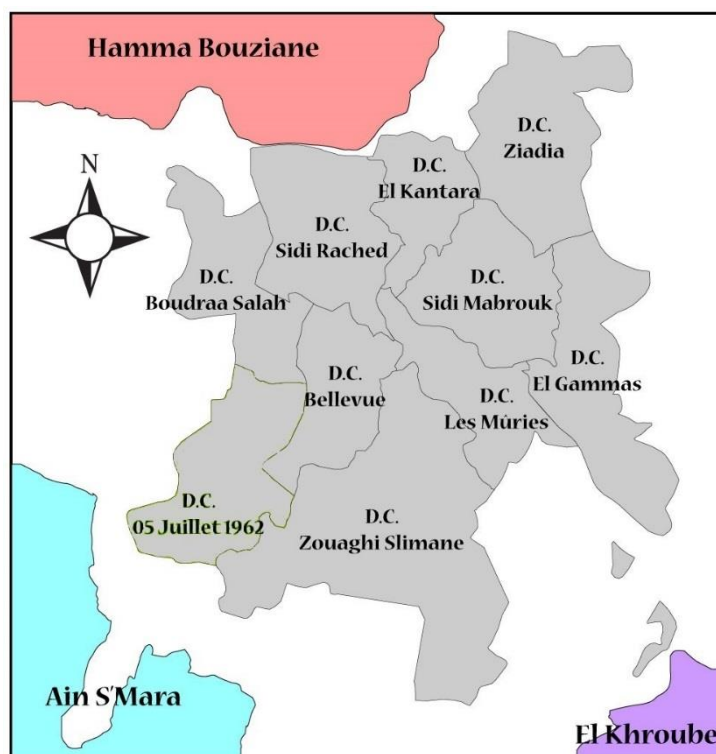 Hamma Bouziane
D.C.
Ziadia
N
D.C.
El Kantara
D.C.
Sidi Rached
D.C.
Boudraa Salah
D.C.
Sidi Mabrouk
D.C.
El Gammas
D.C.
Bellevue
D.C.
Les Mûries
D.C.
05 Juillet 1962
D.C.
Zouaghi Slimane
Ain S'Mara
El Khroube